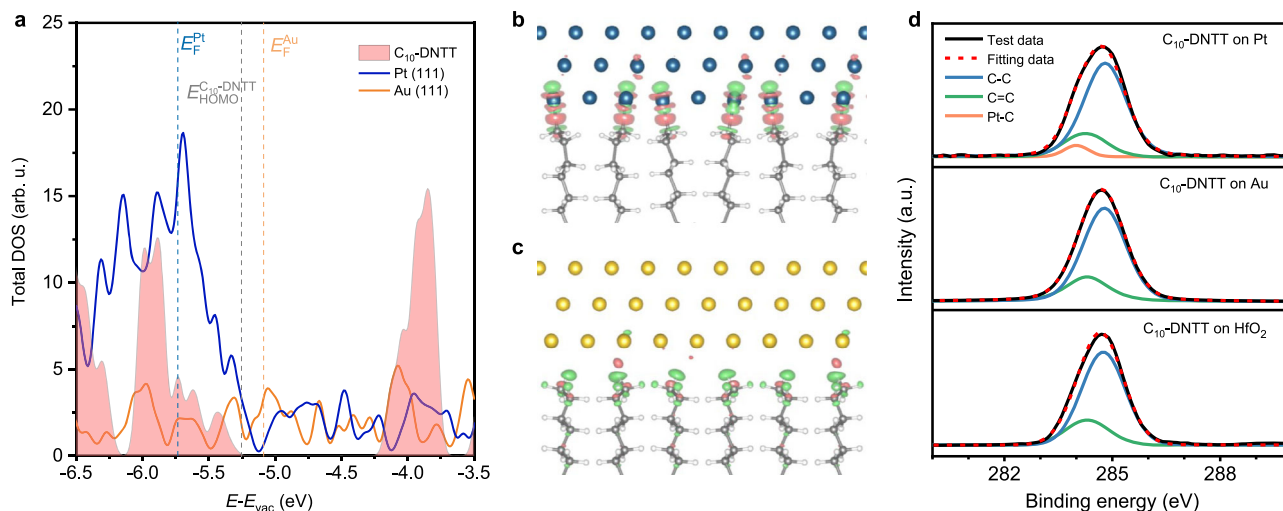 a
25
20
15
10
5
0
Total DOS (arb. u.)
E_F^Pt
E_F^Au
E_HOMO^C₁₀-DNTT
C₁₀-DNTT
Pt (111)
Au (111)
-6.5 -6.0 -5.5 -5.0 -4.5 -4.0 -3.5
E-E_vac (eV)
b
c
d
C₁₀-DNTT on Pt
Test data
Fitting data
C-C
C=C
Pt-C
C₁₀-DNTT on Au
C₁₀-DNTT on HfO₂
Intensity (a.u.)
282 285 288
Binding energy (eV)